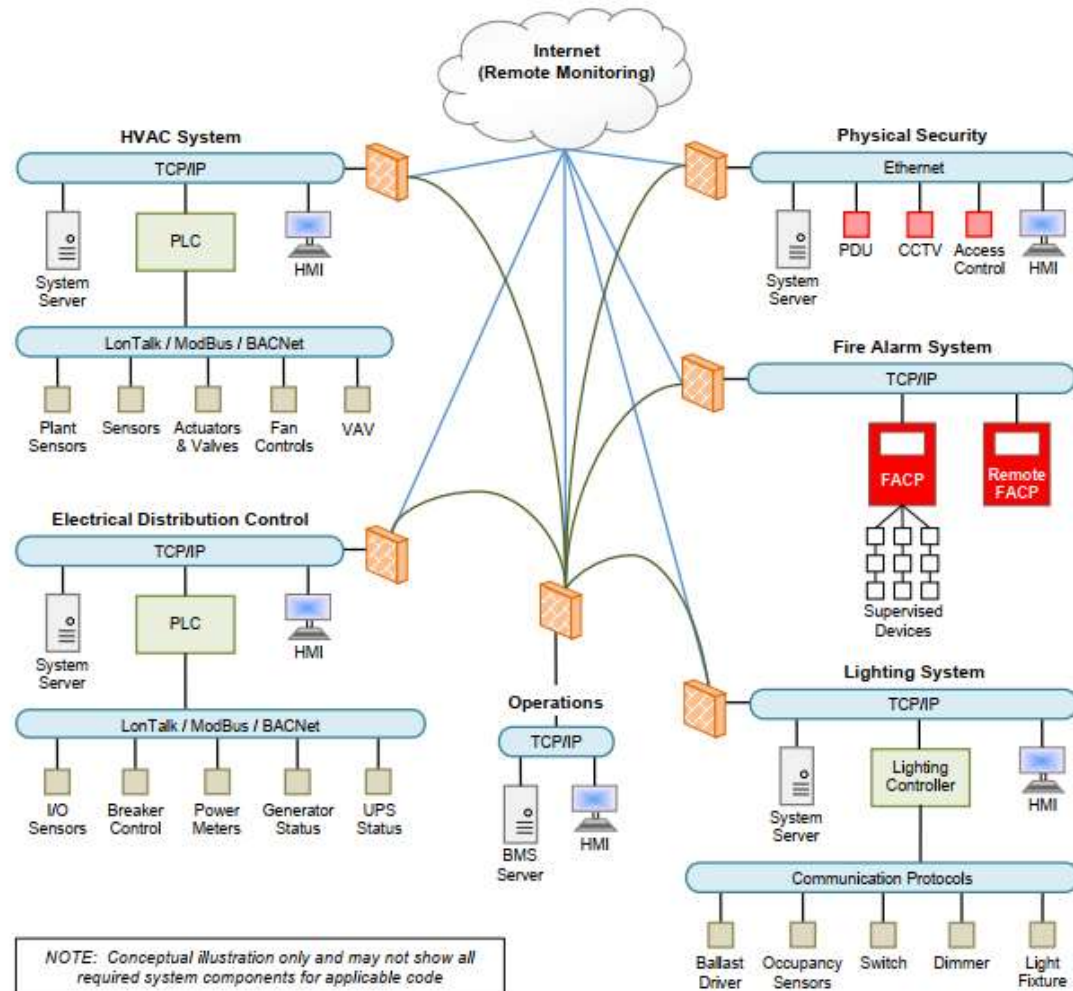 Internet
(Remote Monitoring)
HVAC System
TCP/IP
System
Server
PLC
HMI
LonTalk / ModBus / BACNet
Plant
Sensors
Sensors
Actuators
& Valves
Fan
Controls
VAV
Physical Security
Ethernet
System
Server
PDU
CCTV
Access
Control
HMI
Fire Alarm System
TCP/IP
FACP
Remote
FACP
Supervised
Devices
Electrical Distribution Control
TCP/IP
System
Server
PLC
HMI
LonTalk / ModBus / BACNet
I/O
Sensors
Breaker
Control
Power
Meters
Generator
Status
UPS
Status
Operations
TCP/IP
BMS
Server
HMI
Lighting System
TCP/IP
System
Server
Lighting
Controller
HMI
Communication Protocols
Ballast
Driver
Occupancy
Sensors
Switch
Dimmer
Light
Fixture
NOTE: Conceptual illustration only and may not show all
required system components for applicable code